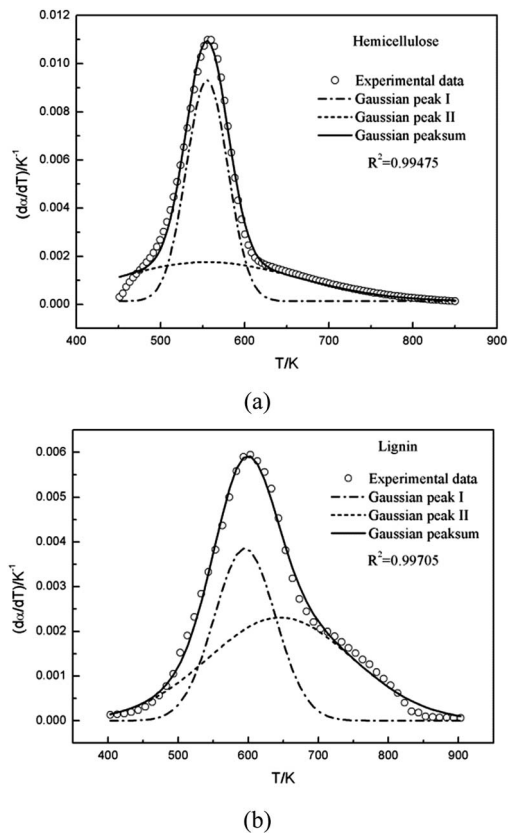 0.012
0.010
0.008
0.006
0.004
0.002
0.000
(dα/dT)/K⁻¹
Hemicellulose
Experimental data
Gaussian peak I
Gaussian peak II
Gaussian peaksum
R²=0.99475
400 500 600 700 800 900
T/K
(a)
0.006
0.005
0.004
0.003
0.002
0.001
0.000
(dα/dT)/K⁻¹
Lignin
Experimental data
Gaussian peak I
Gaussian peak II
Gaussian peaksum
R²=0.99705
400 500 600 700 800 900
T/K
(b)